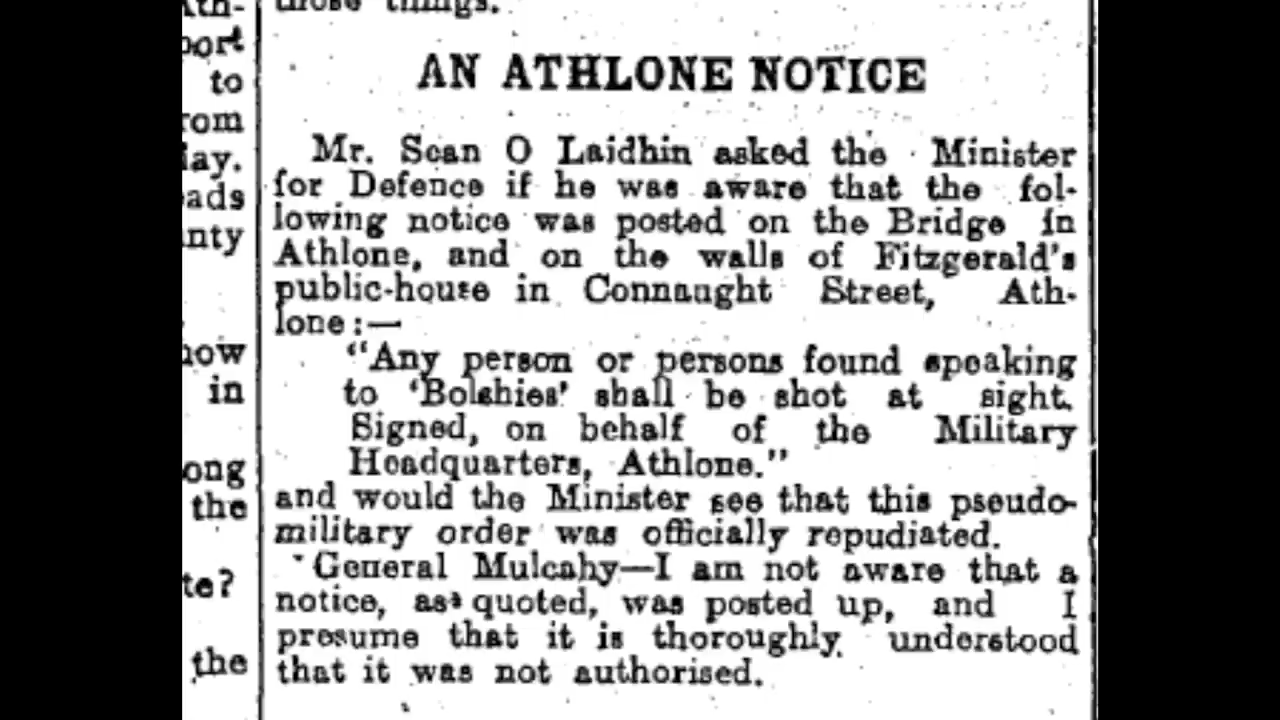 those things.
AN ATHLONE NOTICE
Mr. Sean O Laidhin asked the Minister
for Defence if he was aware that the fol-
lowing notice was posted on the Bridge in
Athlone, and on the walls of Fitzgerald's
public-house in Connaught Street, Ath-
lone:—
"Any person or persons found speaking
to 'Bolshies' shall be shot at sight.
Signed, on behalf of the Military
Headquarters, Athlone."
and would the Minister see that this pseudo-
military order was officially repudiated.
General Mulcahy—I am not aware that a
notice, as quoted, was posted up, and I
presume that it is thoroughly understood
that it was not authorised.
to
in
the
the